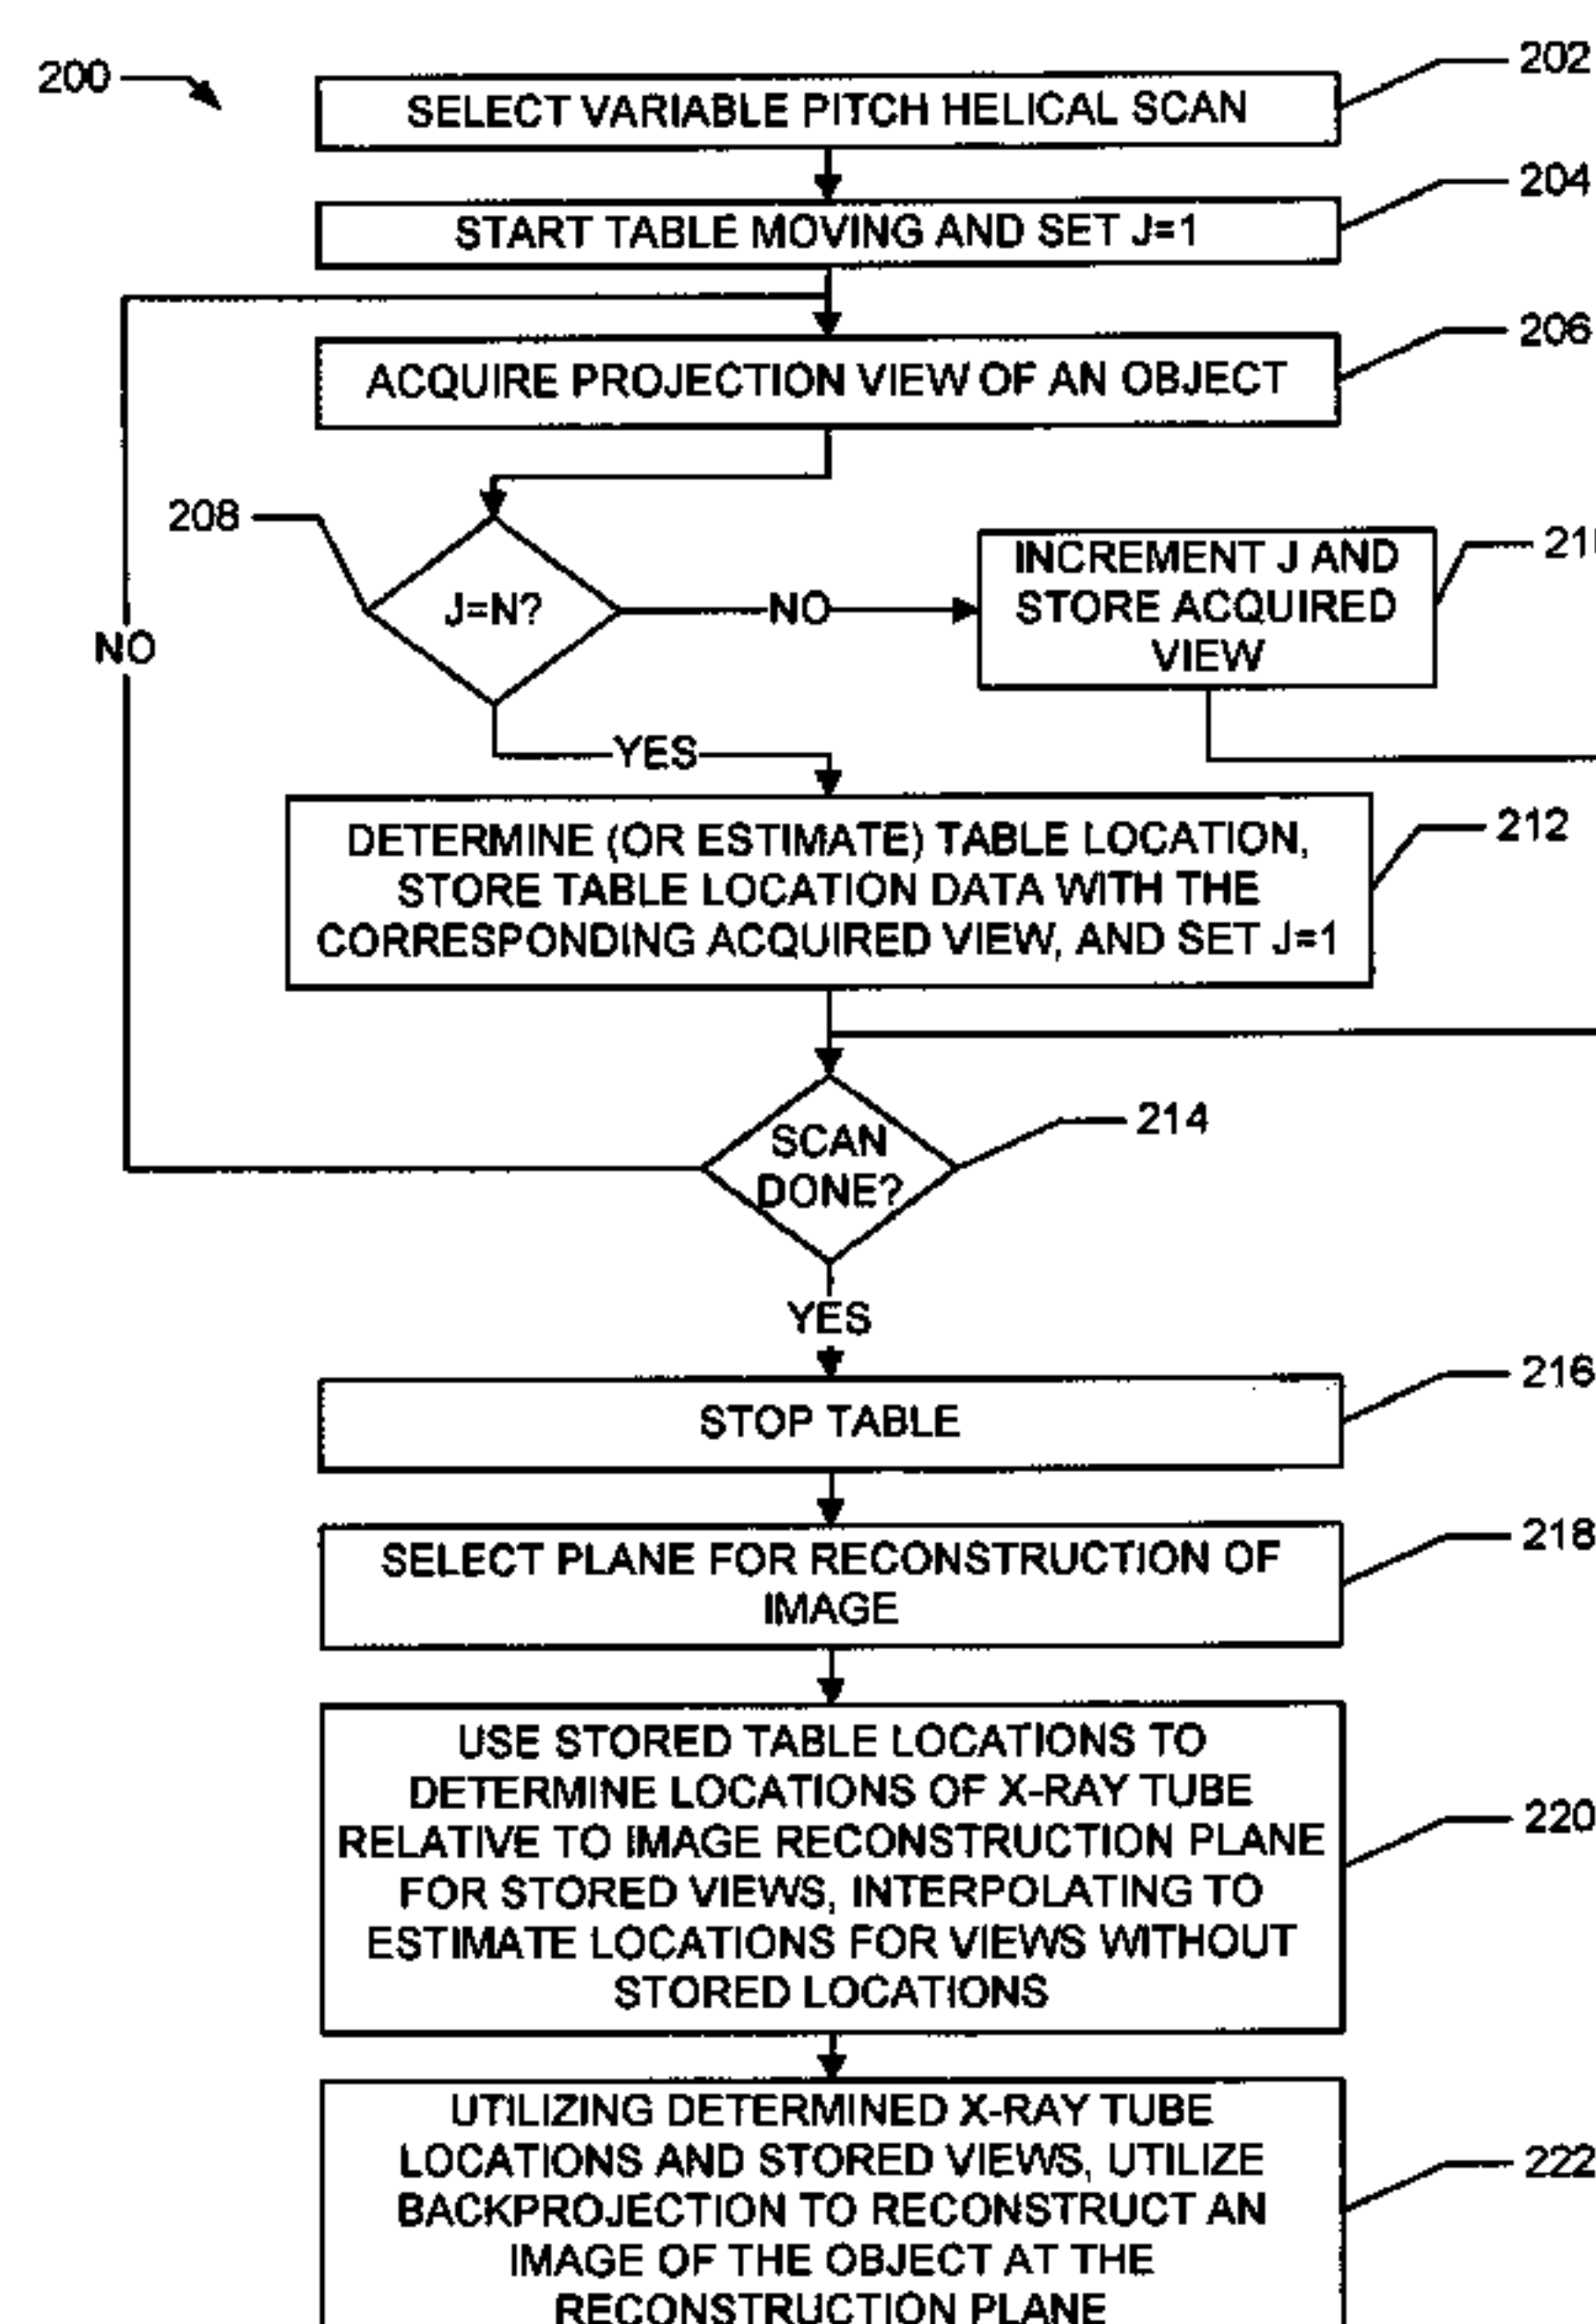 200
202
SELECT VARIABLE PITCH HELICAL SCAN
204
START TABLE MOVING AND SET J=1
206
ACQUIRE PROJECTION VIEW OF AN OBJECT
208
J=N?
NO
INCREMENT J AND
STORE ACQUIRED
VIEW
NO
YES
212
DETERMINE (OR ESTIMATE) TABLE LOCATION,
STORE TABLE LOCATION DATA WITH THE
CORRESPONDING ACQUIRED VIEW, AND SET J=1
214
SCAN
DONE?
YES
216
STOP TABLE
218
SELECT PLANE FOR RECONSTRUCTION OF
IMAGE
USE STORED TABLE LOCATIONS TO
DETERMINE LOCATIONS OF X-RAY TUBE
220
RELATIVE TO IMAGE RECONSTRUCTION PLANE
FOR STORED VIEWS, INTERPOLATING TO
ESTIMATE LOCATIONS FOR VIEWS WITHOUT
STORED LOCATIONS
UTILIZING DETERMINED X-RAY TUBE
222
LOCATIONS AND STORED VIEWS, UTILIZE
BACKPROJECTION TO RECONSTRUCT AN
IMAGE OF THE OBJECT AT THE
RECONSTRUCTION PLANE